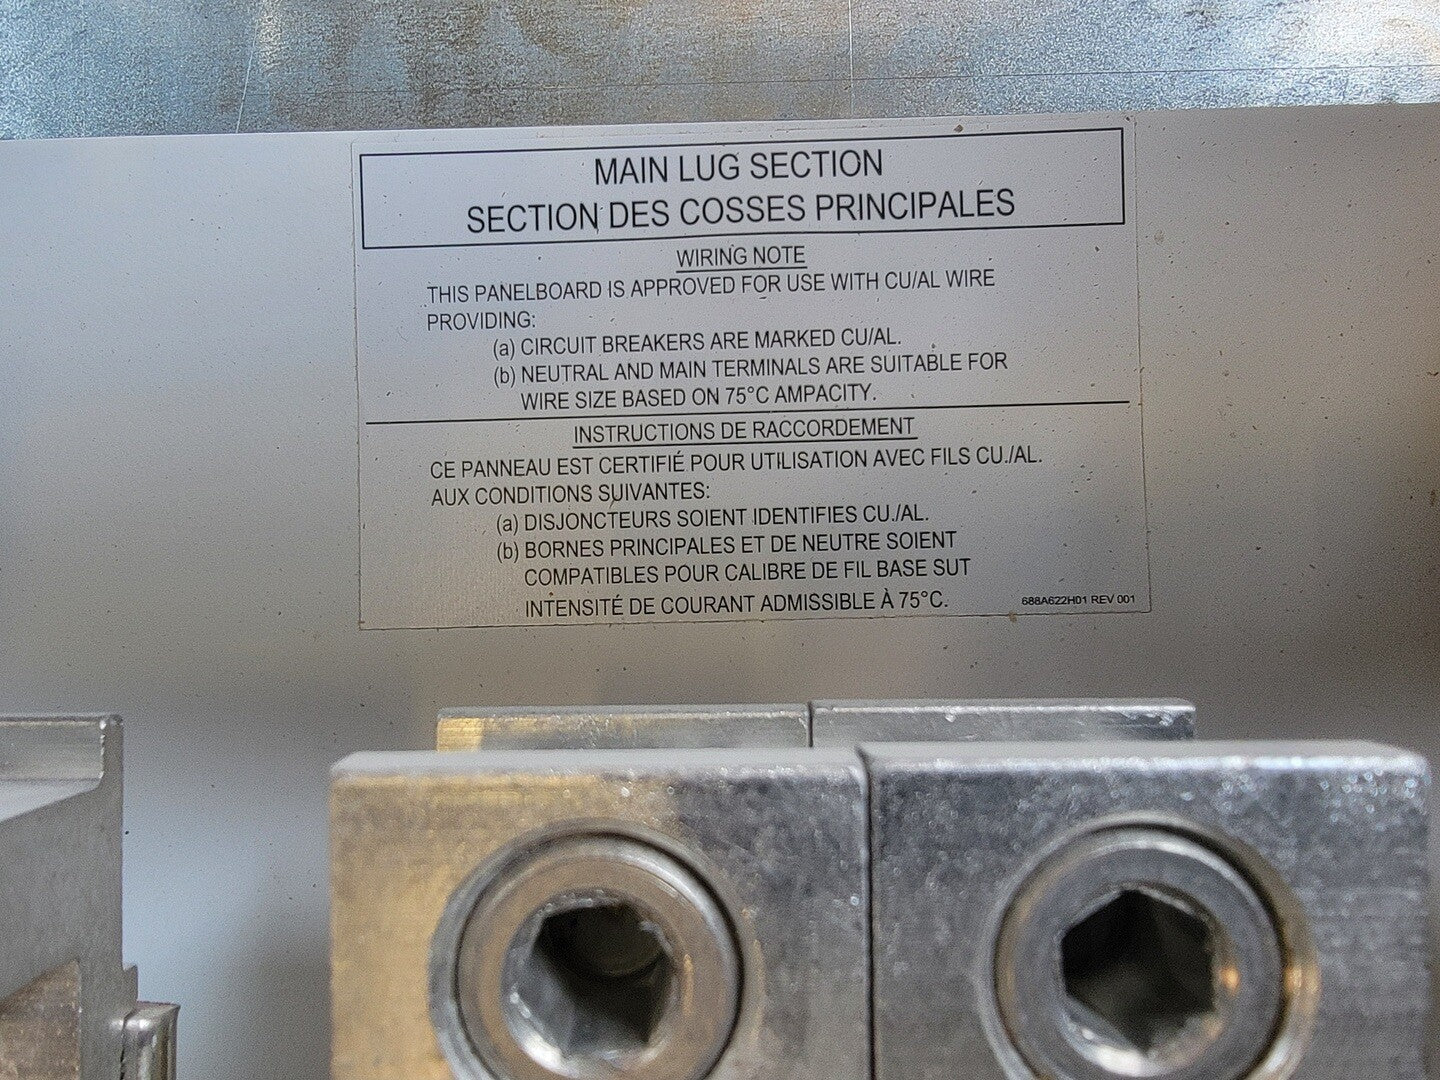 MAIN LUG SECTION
SECTION DES COSSES PRINCIPALES
WIRING NOTE
THIS PANELBOARD IS APPROVED FOR USE WITH CU/AL WIRE
PROVIDING:
(a) CIRCUIT BREAKERS ARE MARKED CU/AL.
(b) NEUTRAL AND MAIN TERMINALS ARE SUITABLE FOR
WIRE SIZE BASED ON 75°C AMPACITY.
INSTRUCTIONS DE RACCORDEMENT
CE PANNEAU EST CERTIFIÉ POUR UTILISATION AVEC FILS CU./AL.
AUX CONDITIONS SUIVANTES:
(a) DISJONCTEURS SOIENT IDENTIFIES CU./AL.
(b) BORNES PRINCIPALES ET DE NEUTRE SOIENT
COMPATIBLES POUR CALIBRE DE FIL BASE SUT
INTENSITÉ DE COURANT ADMISSIBLE À 75°C.
688A622H01 REV 001